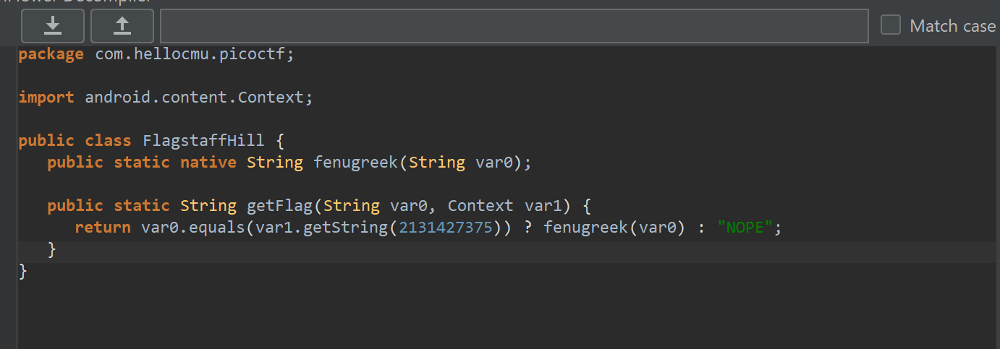 Match case
package com.hellocmu.picoctf;
import android.content.Context;
public class FlagstaffHill {
public static native String fenugreek(String var0);
public static String getFlag(String var0, Context var1) {
return var0.equals(var1.getString(2131427375)) ? fenugreek(var0) : "NOPE";
}
}